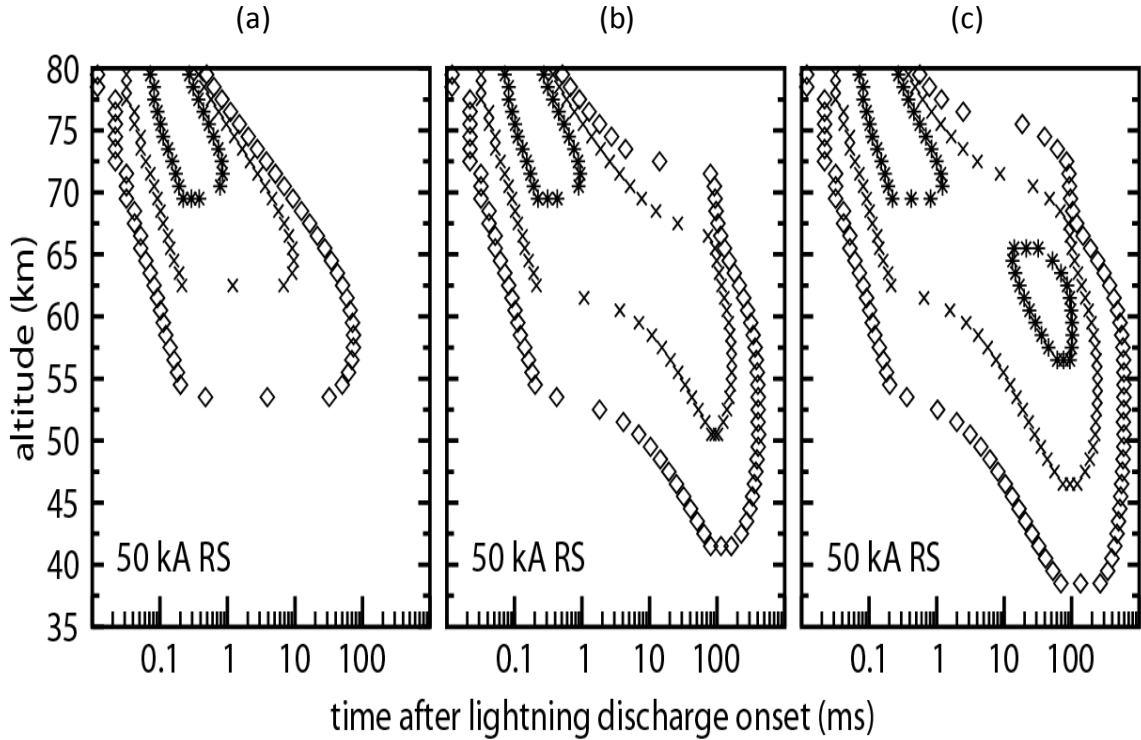 (a) (b) (c)
altitude (km)
80
75
70
65
60
55
50
45
40
35
50 kA RS 50 kA RS 50 kA RS
0.1 1 10 100 0.1 1 10 100 0.1 1 10 100
time after lightning discharge onset (ms)